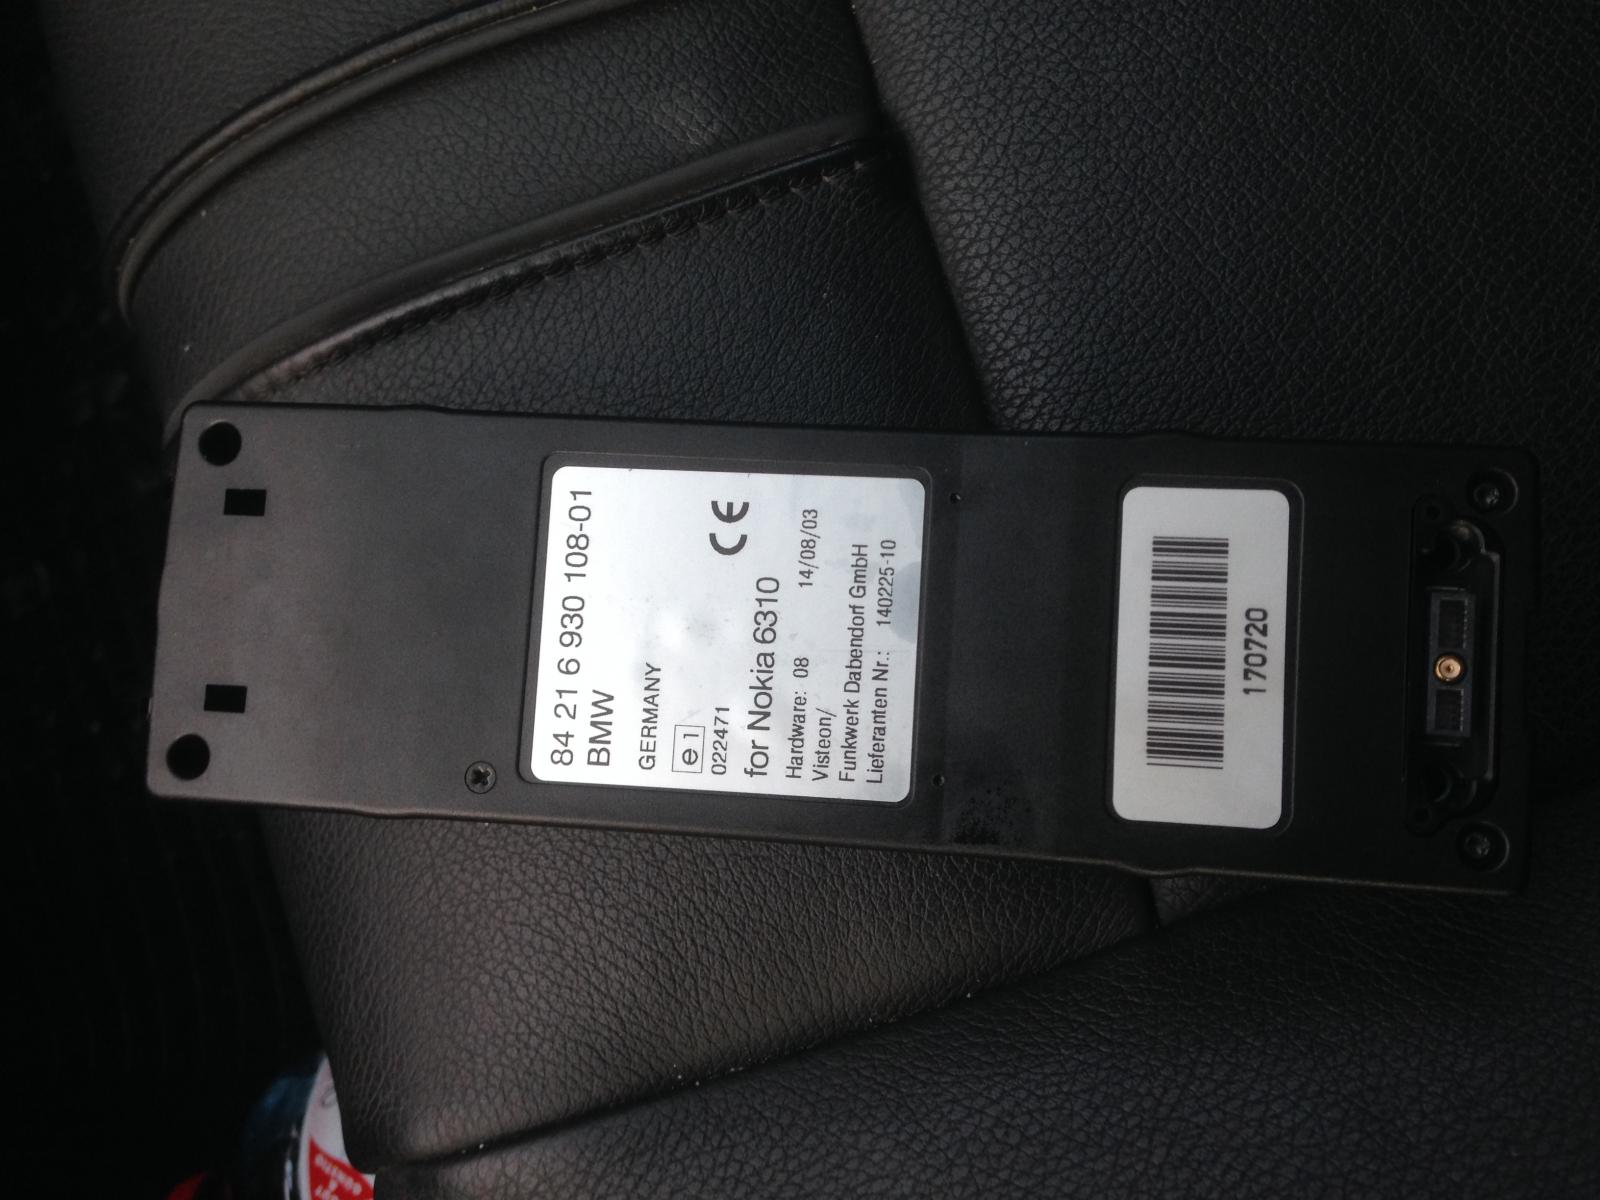 84 21 6 930 108-01
BMW
GERMANY
e1
022471 CE
for Nokia 6310
Hardware: 08 14/08/03
Visteon/
Funkwerk Dabendorf GmbH
Lieferanten Nr.: 140225-10
170720